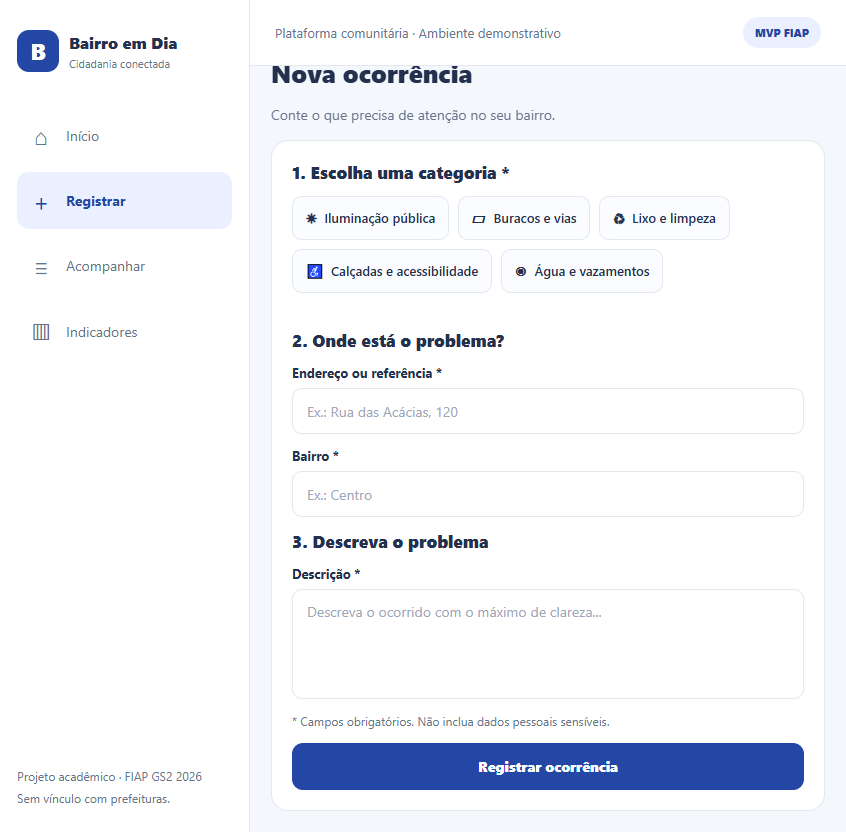 B
Bairro em Dia
Cidadania conectada
Início
Registrar
Acompanhar
Indicadores
Projeto acadêmico · FIAP GS2 2026
Sem vínculo com prefeituras.
Plataforma comunitária · Ambiente demonstrativo
MVP FIAP
Nova ocorrência
Conte o que precisa de atenção no seu bairro.
1. Escolha uma categoria *
Iluminação pública
Buracos e vias
Lixo e limpeza
Calçadas e acessibilidade
Água e vazamentos
2. Onde está o problema?
Endereço ou referência *
Ex.: Rua das Acácias, 120
Bairro *
Ex.: Centro
3. Descreva o problema
Descrição *
Descreva o ocorrido com o máximo de clareza...
* Campos obrigatórios. Não inclua dados pessoais sensíveis.
Registrar ocorrência